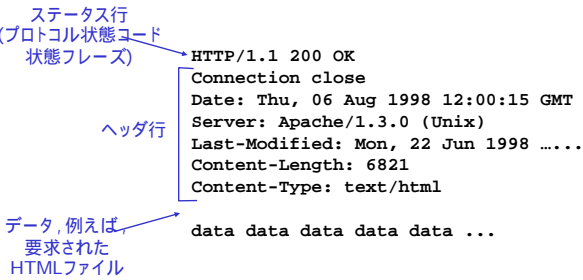 ステータス行
(プロトコル状態コード
状態フレーズ)
HTTP/1.1 200 OK
Connection close
Date: Thu, 06 Aug 1998 12:00:15 GMT
Server: Apache/1.3.0 (Unix)
Last-Modified: Mon, 22 Jun 1998 …...
Content-Length: 6821
Content-Type: text/html
ヘッダ行
データ,例えば,
要求された
HTMLファイル
data data data data data ...